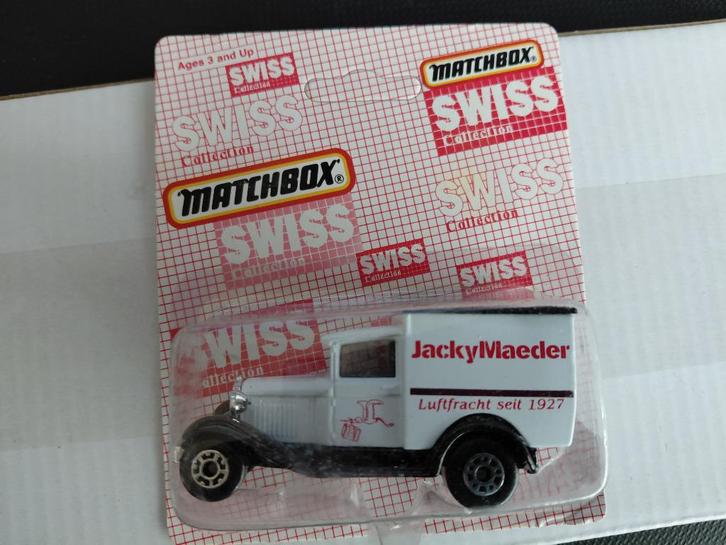 Ages 3 and Up
SWISS
Collection
MATCHBOX®
SWISS
Collection
SWISS
Collection
MATCHBOX®
SWISS
Collection
SWISS
Collection
SWISS
Collection
SWISS
Collection
SWISS
Collection
JackyMaeder
Luftfracht seit 1927